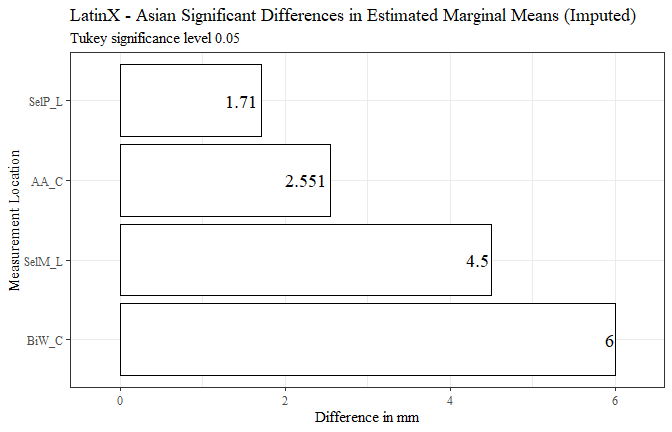 LatinX - Asian Significant Differences in Estimated Marginal Means (Imputed)
Tukey significance level 0.05
Measurement Location
SelP_L
1.71
AA_C
2.551
SelM_L
4.5
BiW_C
6
0 2 4 6
Difference in mm